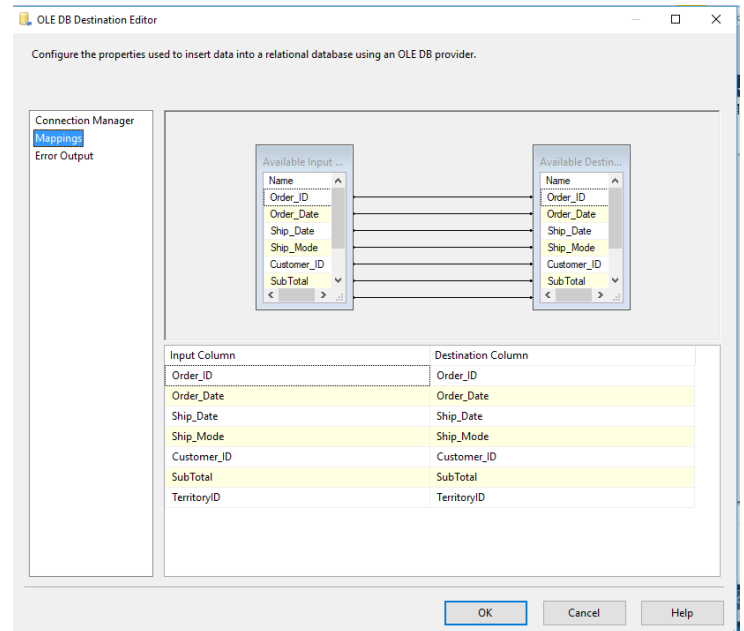 OLE DB Destination Editor
Configure the properties used to insert data into a relational database using an OLE DB provider.
Connection Manager
Mappings
Error Output
Available Input ...
Name
Order_ID
Order_Date
Ship_Date
Ship_Mode
Customer_ID
SubTotal
Available Destin...
Name
Order_ID
Order_Date
Ship_Date
Ship_Mode
Customer_ID
SubTotal
Input Column Destination Column
Order_ID Order_ID
Order_Date Order_Date
Ship_Date Ship_Date
Ship_Mode Ship_Mode
Customer_ID Customer_ID
SubTotal SubTotal
TerritoryID TerritoryID
OK Cancel Help